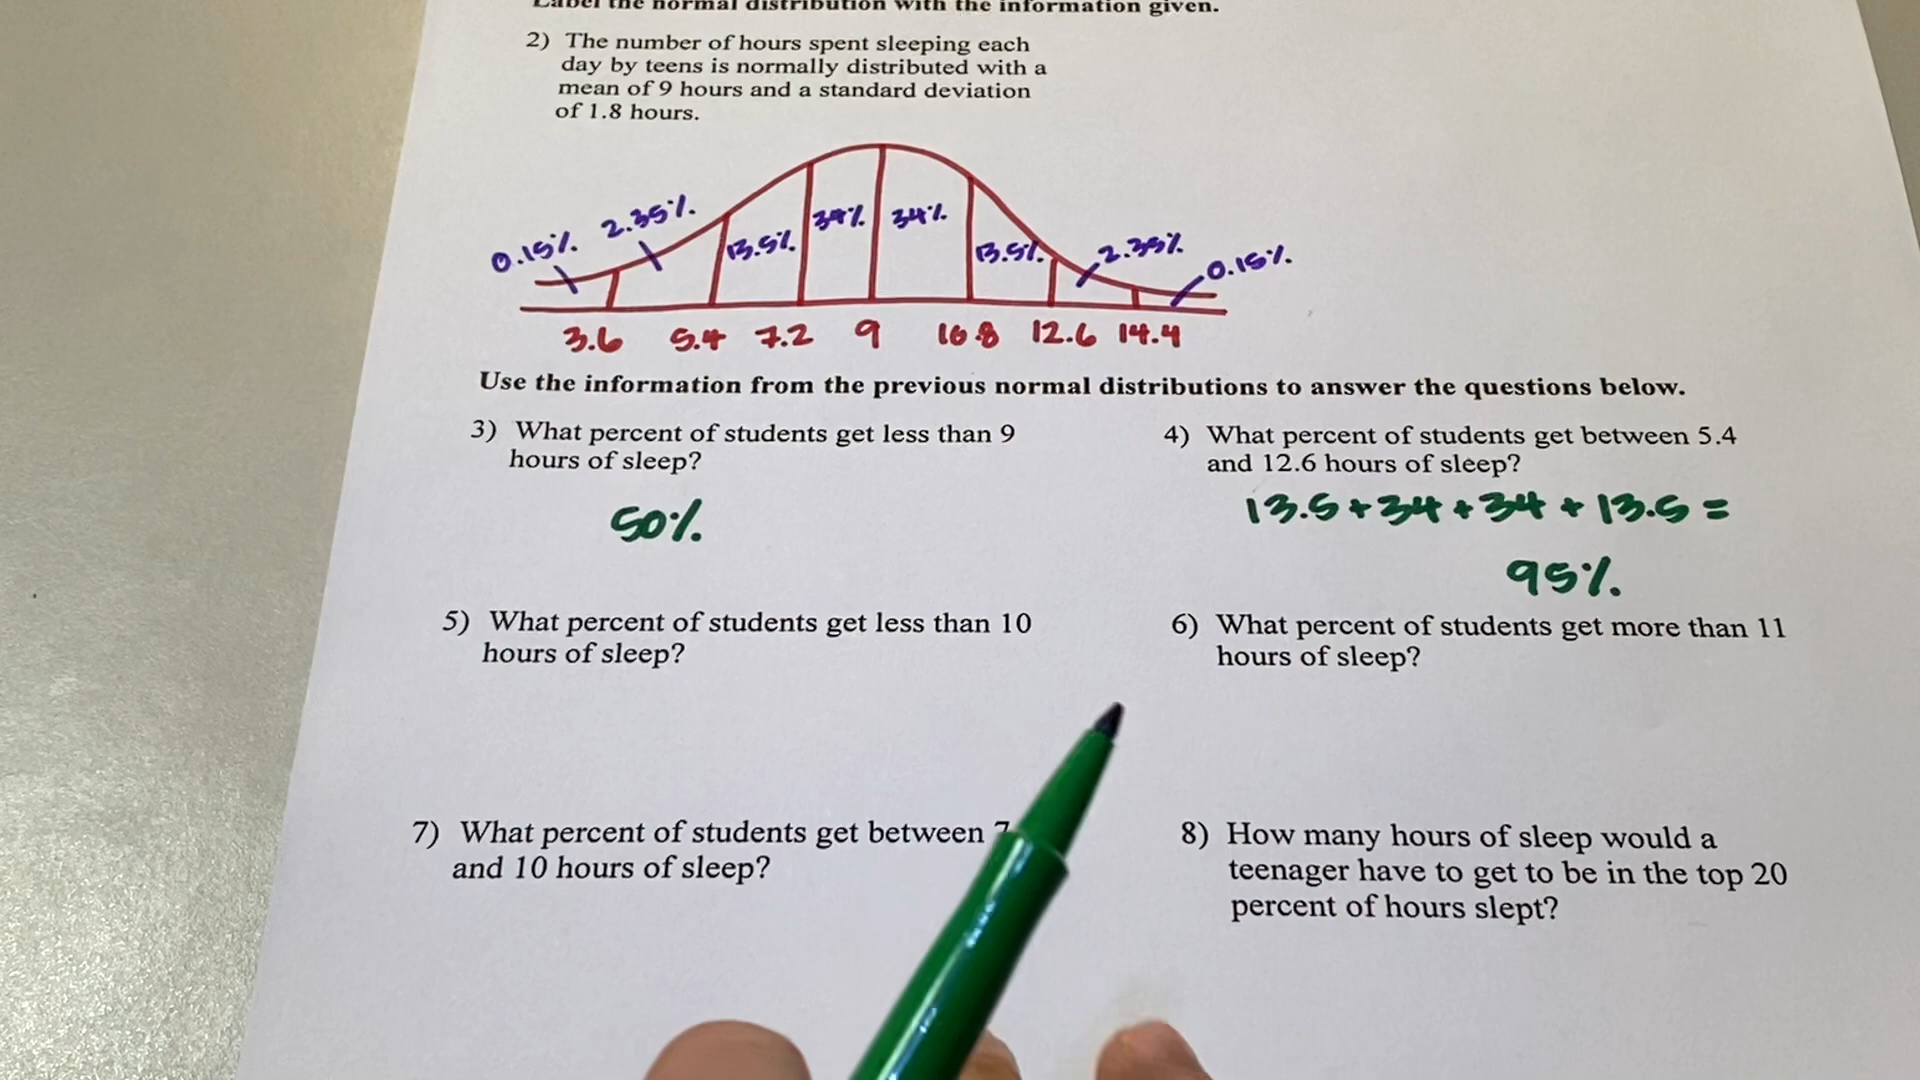 Label the normal distribution with the information given.
2) The number of hours spent sleeping each
day by teens is normally distributed with a
mean of 9 hours and a standard deviation
of 1.8 hours.
0.15% 2.35% 13.5% 34% 34% 13.5% 2.35% 0.15%
3.6 5.4 7.2 9 10.8 12.6 14.4
Use the information from the previous normal distributions to answer the questions below.
3) What percent of students get less than 9
hours of sleep?
50%
4) What percent of students get between 5.4
and 12.6 hours of sleep?
13.5+34+34+13.5=
95%
5) What percent of students get less than 10
hours of sleep?
6) What percent of students get more than 11
hours of sleep?
7) What percent of students get between 7
and 10 hours of sleep?
8) How many hours of sleep would a
teenager have to get to be in the top 20
percent of hours slept?